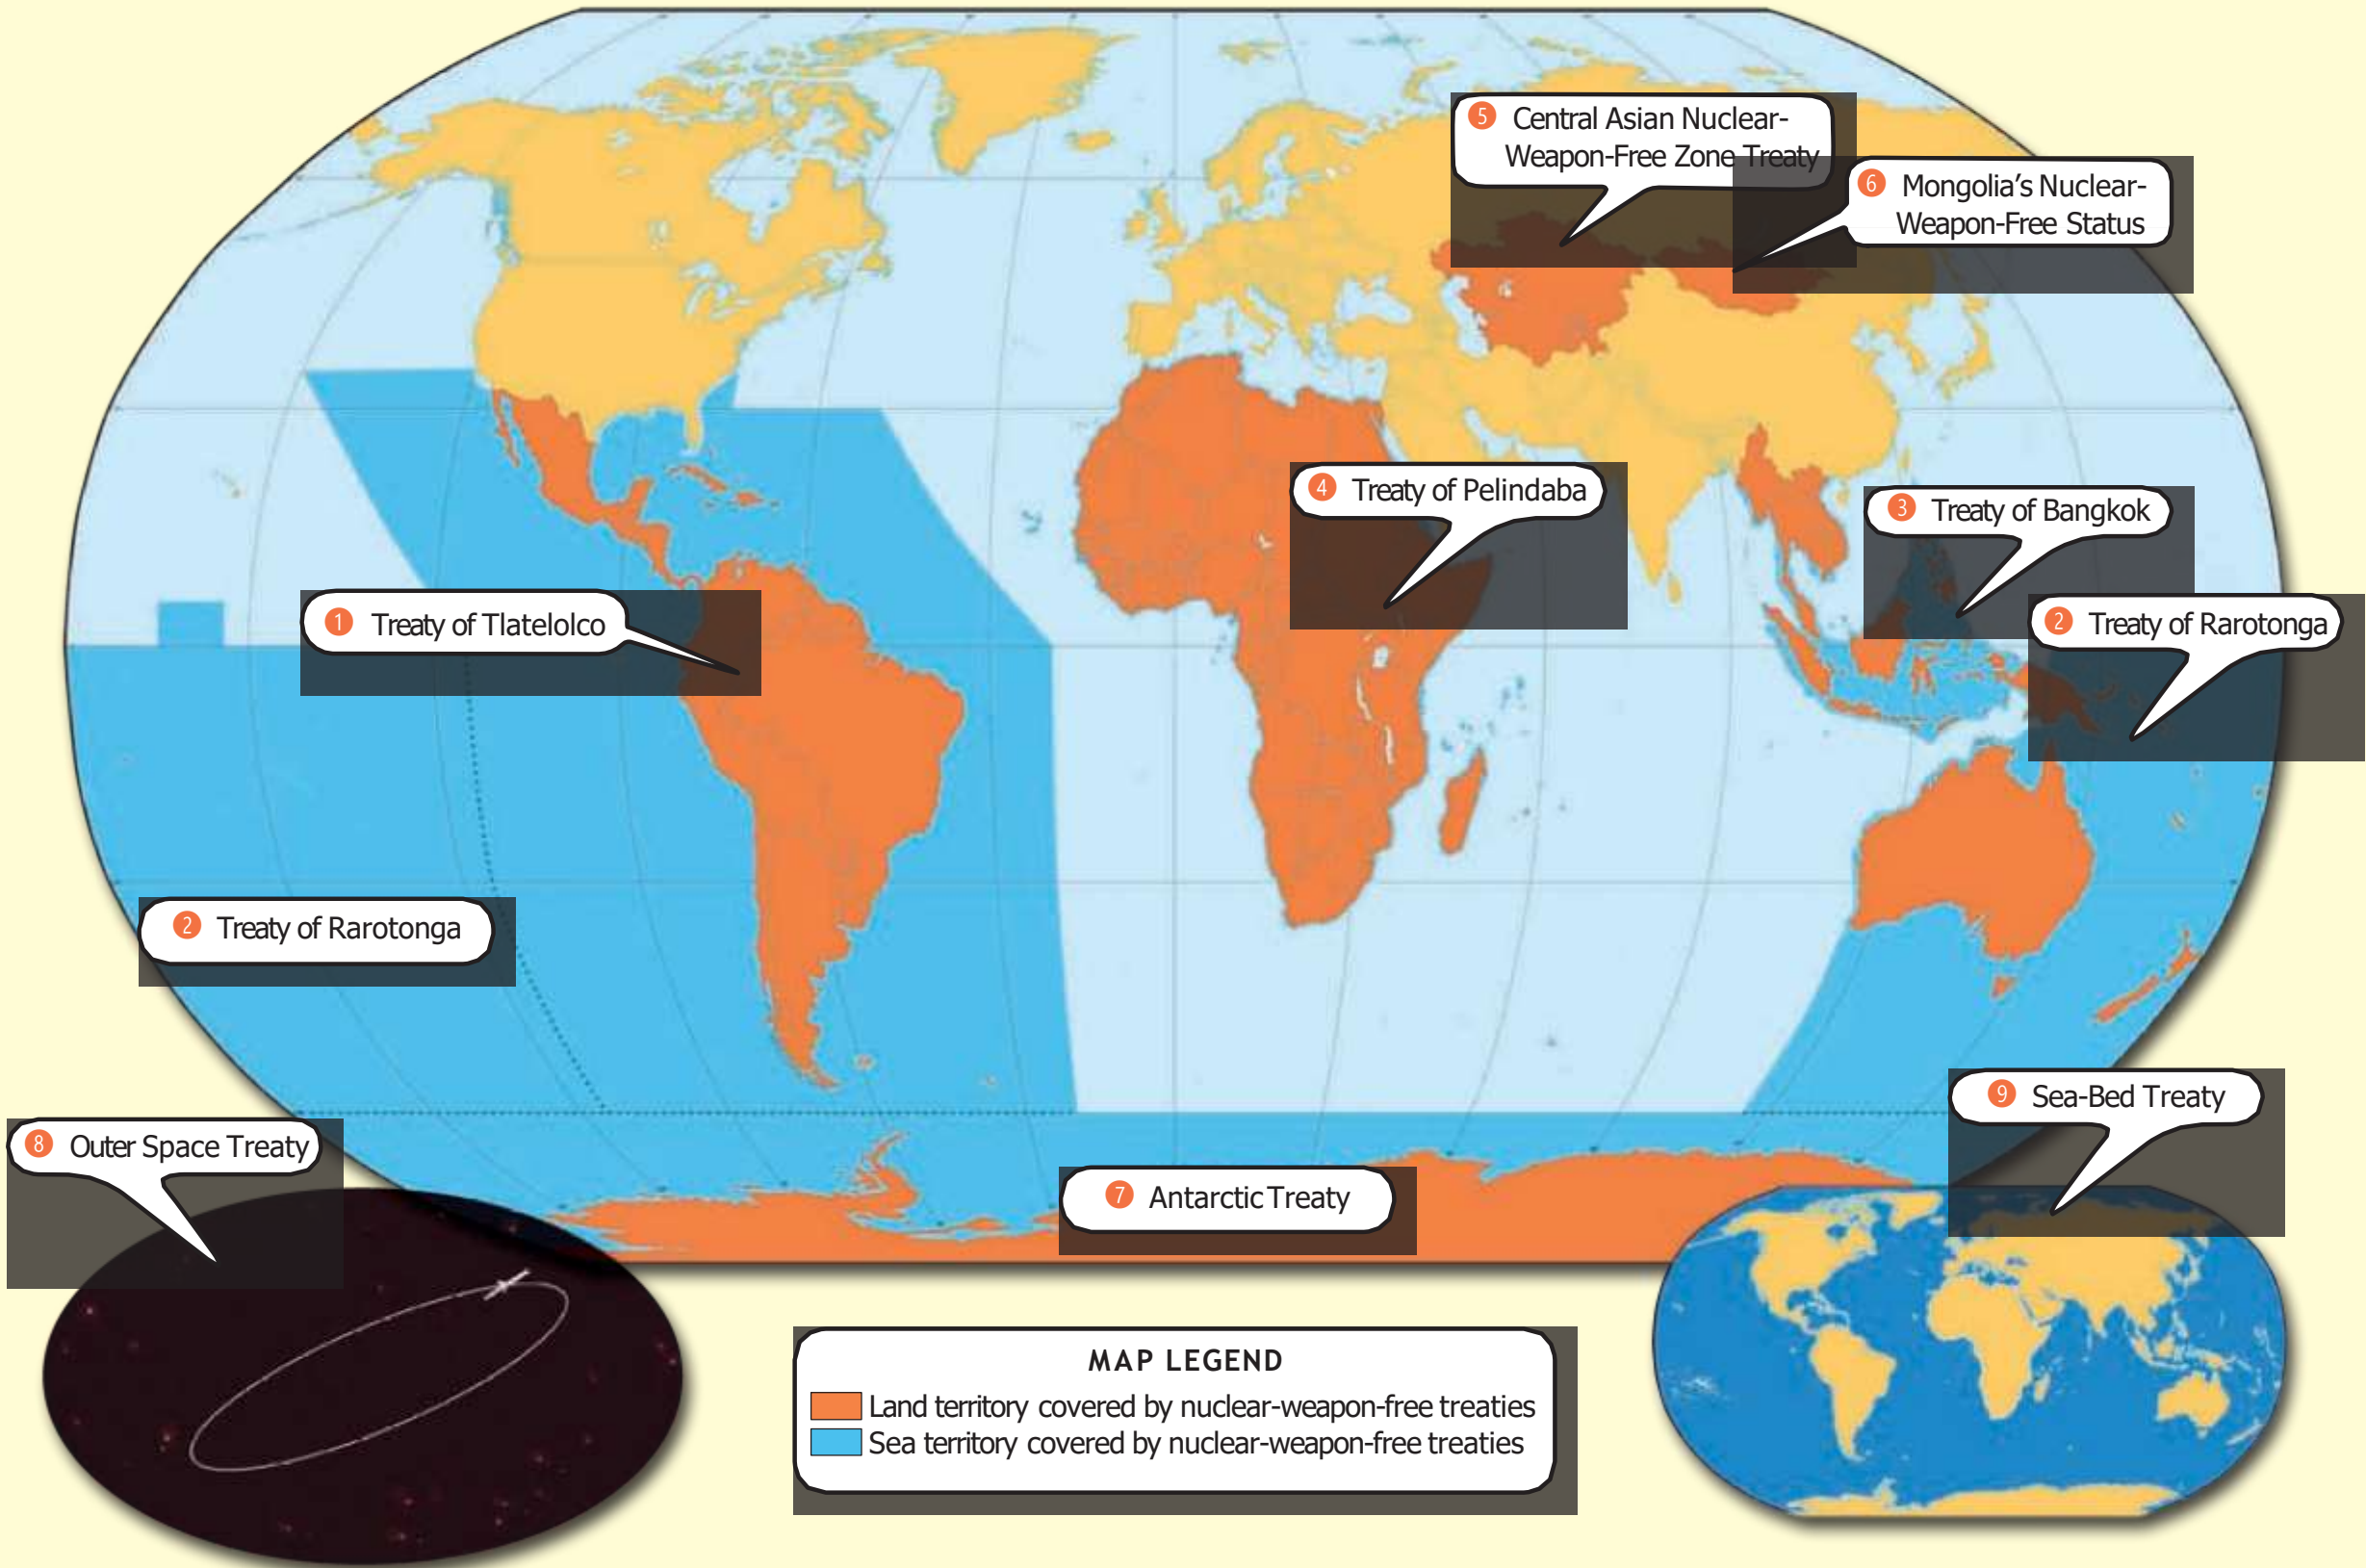 5 Central Asian Nuclear-
Weapon-Free Zone Treaty
6 Mongolia’s Nuclear-
Weapon-Free Status
4 Treaty of Pelindaba
3 Treaty of Bangkok
1 Treaty of Tlatelolco
2 Treaty of Rarotonga
2 Treaty of Rarotonga
9 Sea-Bed Treaty
8 Outer Space Treaty
7 Antarctic Treaty
MAP LEGEND
Land territory covered by nuclear-weapon-free treaties
Sea territory covered by nuclear-weapon-free treaties